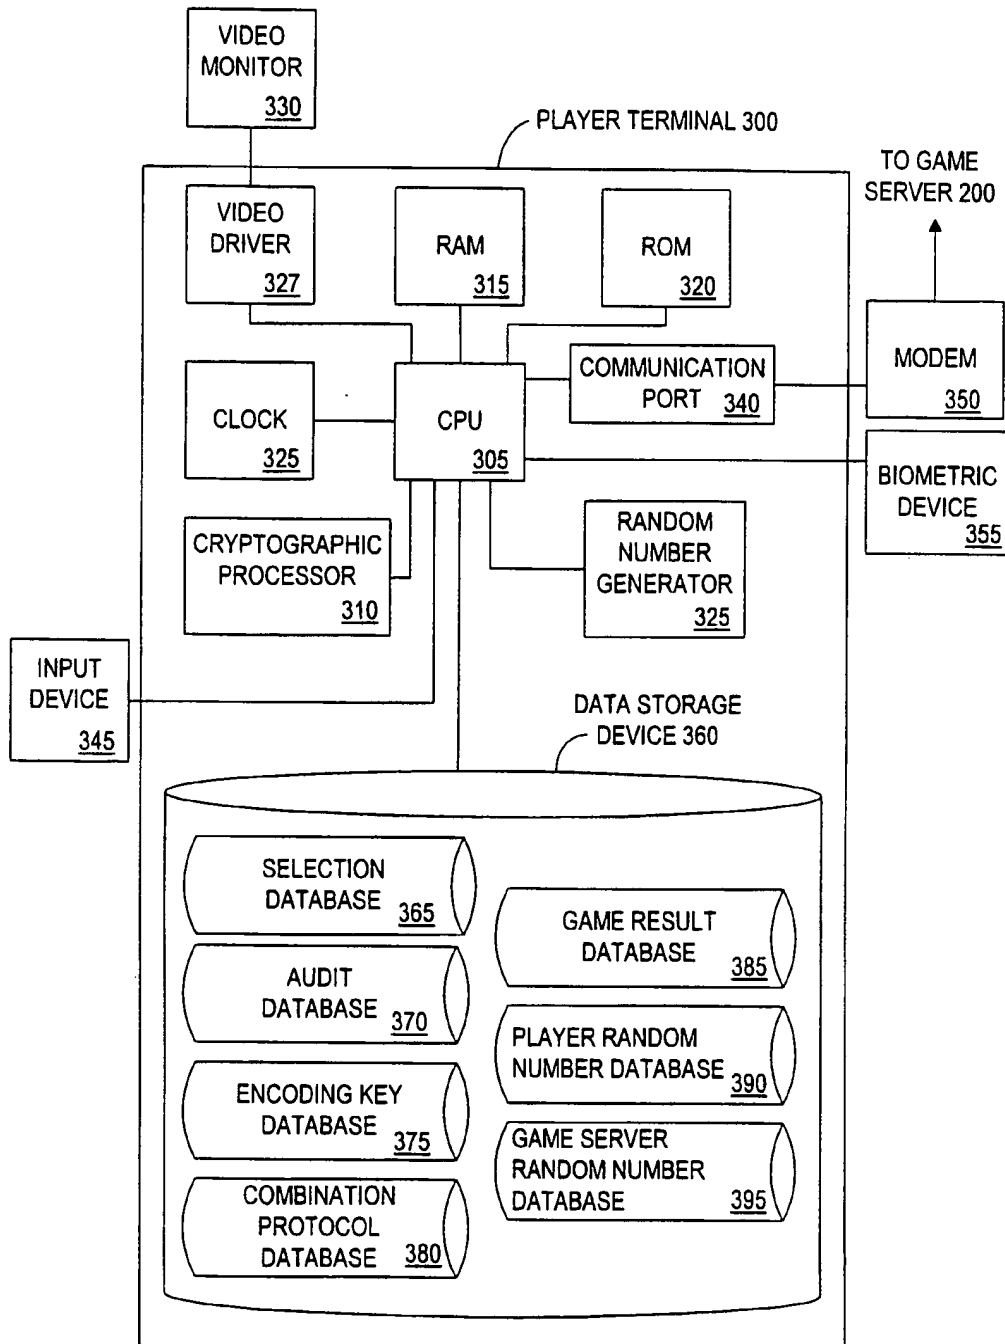 VIDEO
MONITOR
330
PLAYER TERMINAL 300
TO GAME
SERVER 200
VIDEO
DRIVER
327
RAM
315
ROM
320
MODEM
350
COMMUNICATION
PORT 340
CLOCK
325
CPU
305
BIOMETRIC
DEVICE
355
CRYPTOGRAPHIC
PROCESSOR
310
RANDOM
NUMBER
GENERATOR
325
INPUT
DEVICE
345
DATA STORAGE
DEVICE 360
SELECTION
DATABASE 365
AUDIT
DATABASE 370
ENCODING KEY
DATABASE 375
COMBINATION
PROTOCOL
DATABASE 380
GAME RESULT
DATABASE 385
PLAYER RANDOM
NUMBER DATABASE 390
GAME SERVER
RANDOM NUMBER
DATABASE 395